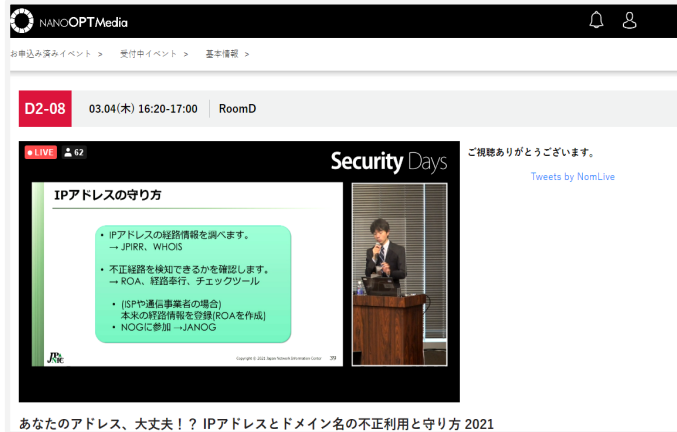 NANOOPTMedia
お申込み済みイベント >
受付中イベント >
基本情報 >
D2-08
03.04(木) 16:20-17:00
RoomD
LIVE
62
Security Days
IPアドレスの守り方
• IPアドレスの経路情報を調べます。
→ JPIRR、WHOIS
• 不正経路を検知できるかを確認します。
→ ROA、経路奉行、チェックツール
• (ISPや通信事業者の場合)
本来の経路情報を登録(ROAを作成)
• NOGに参加 →JANOG
JPNIC
Copyright © 2021 Japan Network Information Center
39
ご視聴ありがとうございます。
Tweets by NomLive
あなたのアドレス、大丈夫！？ IPアドレスとドメイン名の不正利用と守り方 2021